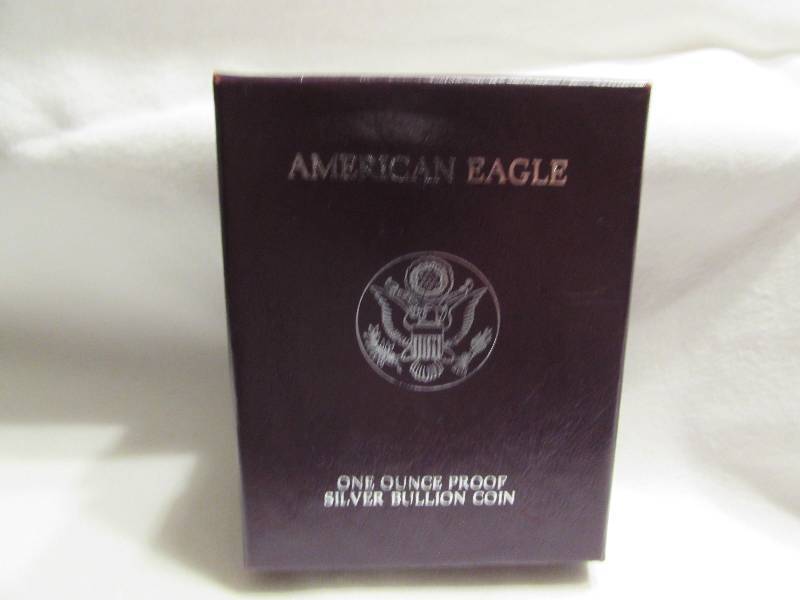 AMERICAN EAGLE
ONE OUNCE PROOF
SILVER BULLION COIN